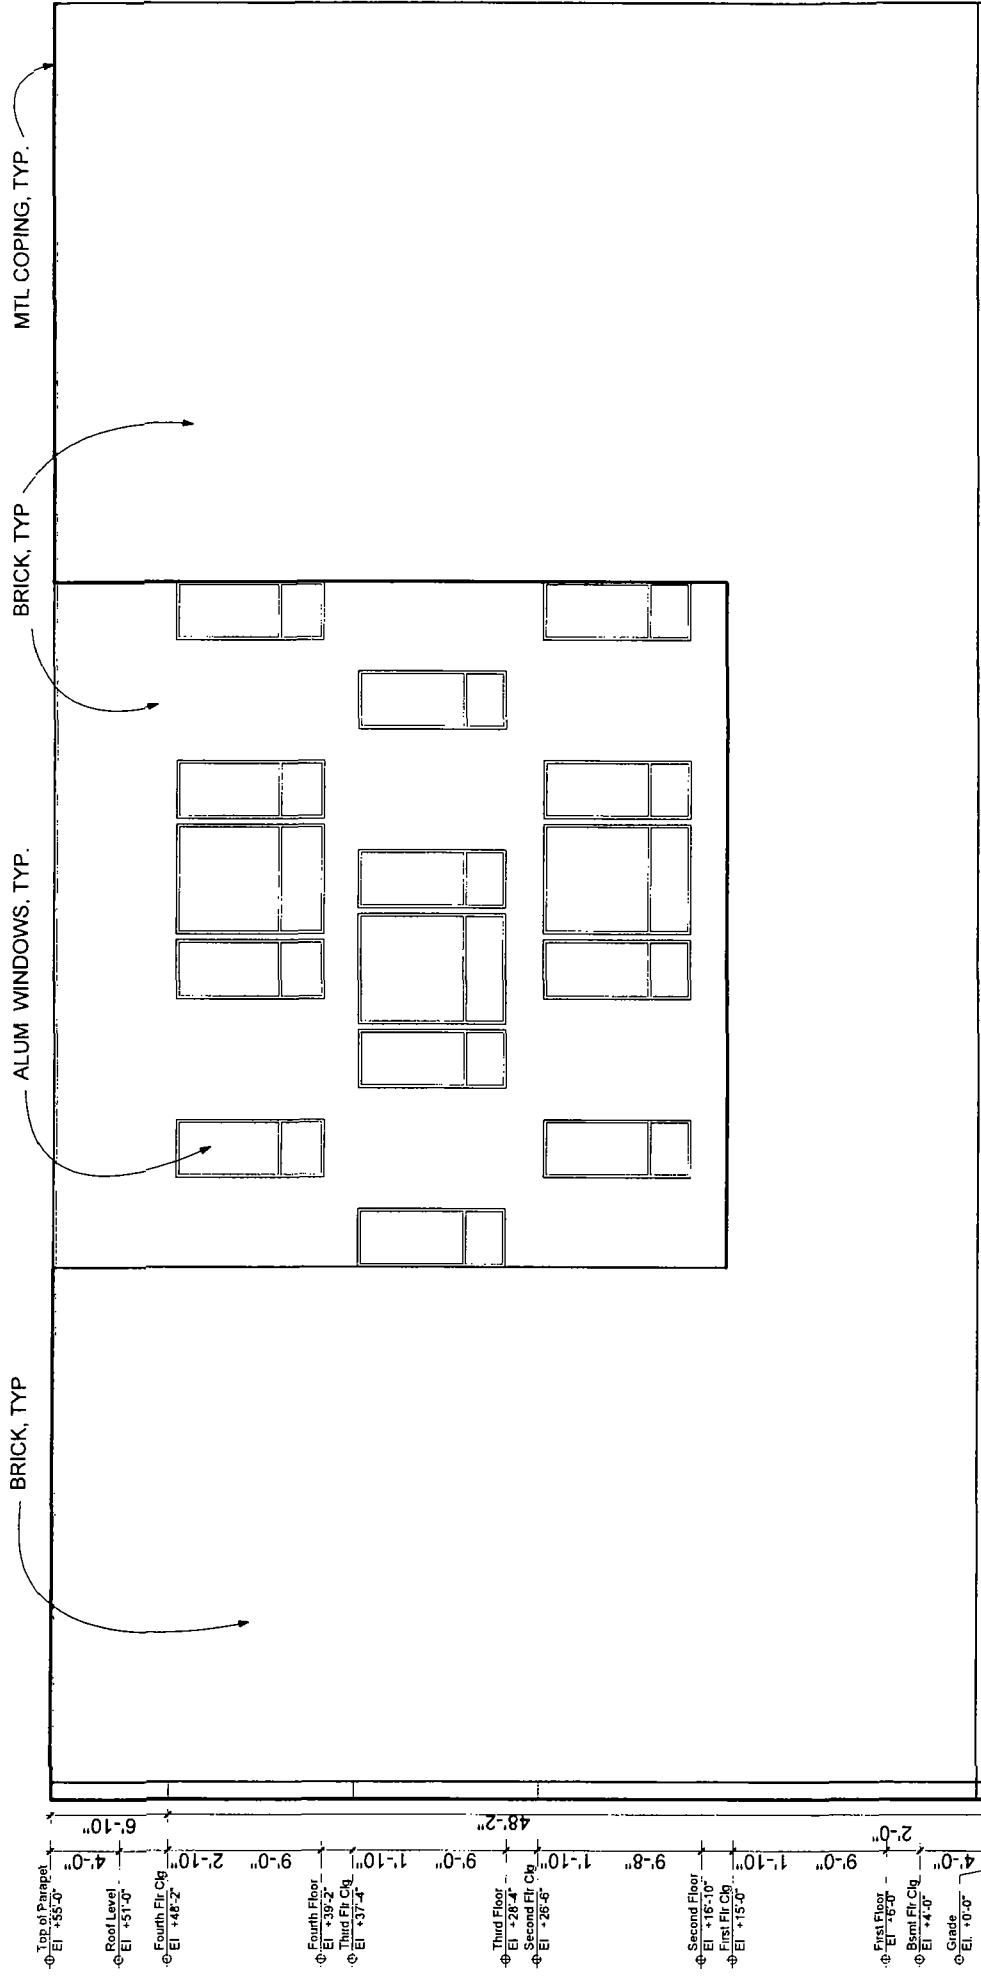 MTL COPING, TYP.
BRICK, TYP
ALUM WINDOWS, TYP.
BRICK, TYP
Top of Parapet
El +55'-0"
Roof Level
El +51'-0"
Fourth Flr Clg
El +48'-2"
Fourth Floor
El +39'-2"
Third Flr Clg
El +37'-4"
Third Floor
El +28'-4"
Second Flr Clg
El +26'-6"
Second Floor
El +16'-10"
First Flr Clg
El +15'-0"
First Floor
El +6'-0"
Bsmt Flr Clg
El +4'-0"
Grade
El. +0'-0"
6'-10"
48'-2"
2'-0"
4'-0"
2'-10"
9'-0"
1'-10"
9'-0"
1'-10"
9'-8"
1'-10"
9'-0"
4'-0"